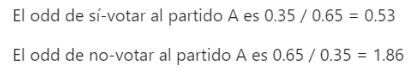 El odd de sí-votar al partido A es 0.35 / 0.65 = 0.53
El odd de no-votar al partido A es 0.65 / 0.35 = 1.86